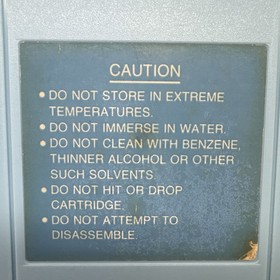 CAUTION
• DO NOT STORE IN EXTREME
TEMPERATURES.
• DO NOT IMMERSE IN WATER.
• DO NOT CLEAN WITH BENZENE,
THINNER ALCOHOL OR OTHER
SUCH SOLVENTS.
• DO NOT HIT OR DROP
CARTRIDGE.
• DO NOT ATTEMPT TO
DISASSEMBLE.